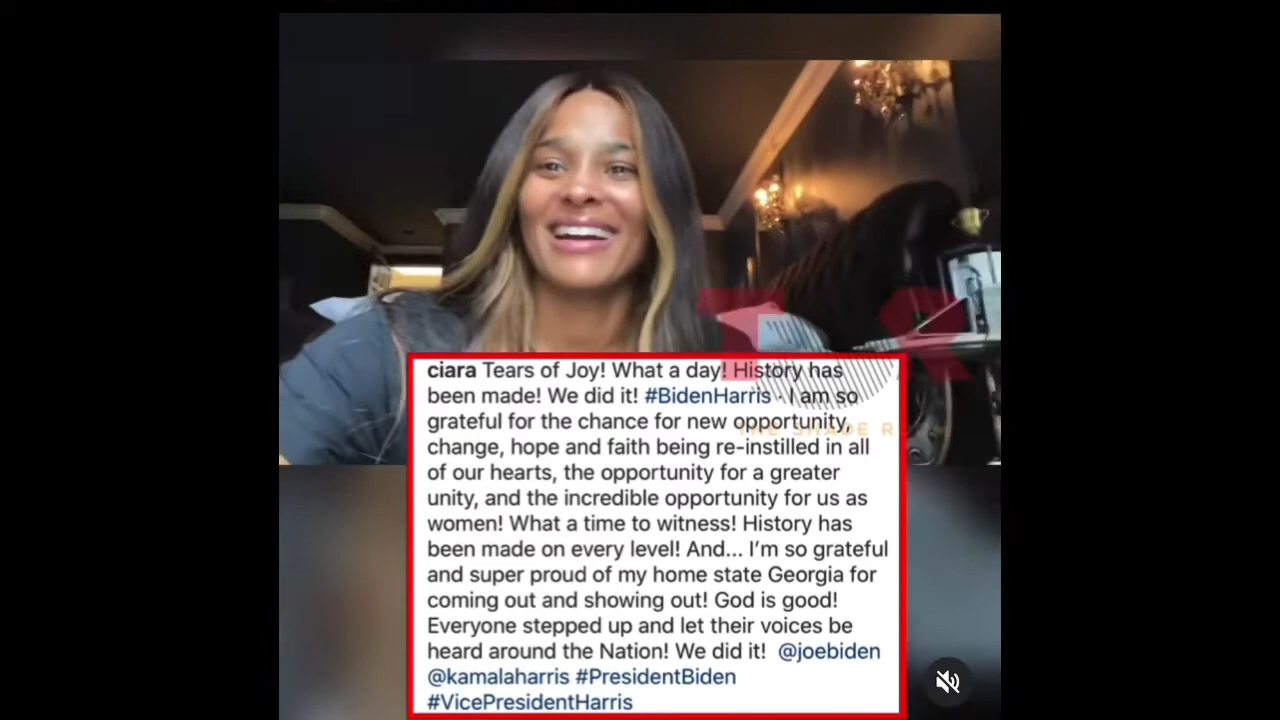 ciara Tears of Joy! What a day! History has
been made! We did it! #BidenHarris · I am so
grateful for the chance for new opportunity,
change, hope and faith being re-instilled in all
of our hearts, the opportunity for a greater
unity, and the incredible opportunity for us as
women! What a time to witness! History has
been made on every level! And... I'm so grateful
and super proud of my home state Georgia for
coming out and showing out! God is good!
Everyone stepped up and let their voices be
heard around the Nation! We did it! @joebiden
@kamalaharris #PresidentBiden
#VicePresidentHarris